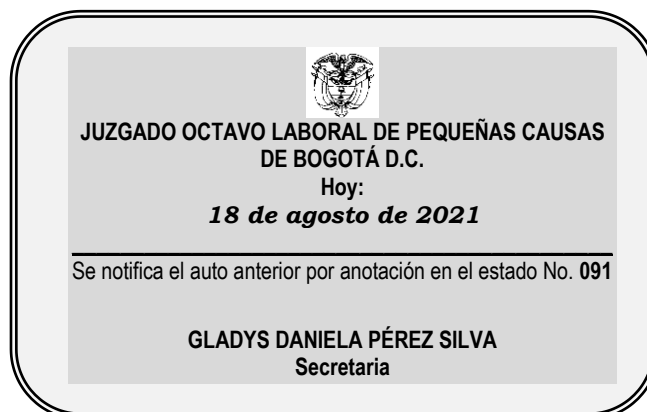 JUZGADO OCTAVO LABORAL DE PEQUEÑAS CAUSAS
DE BOGOTÁ D.C.
Hoy:
18 de agosto de 2021
Se notifica el auto anterior por anotación en el estado No. 091
GLADYS DANIELA PÉREZ SILVA
Secretaria